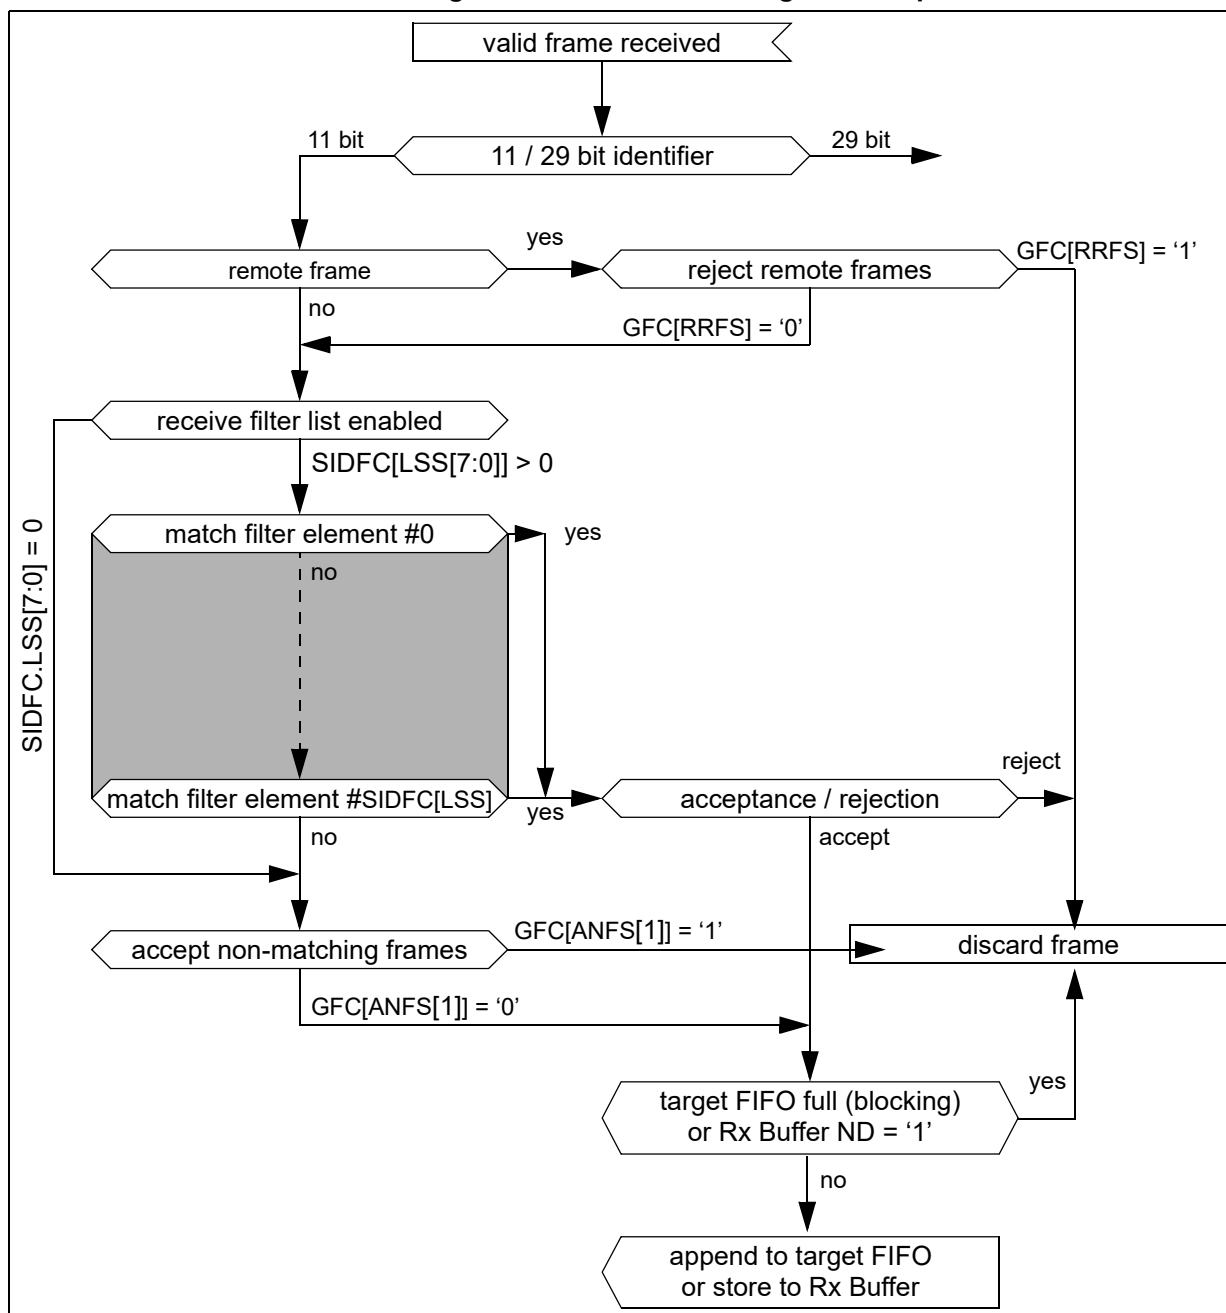 valid frame received
11 bit
11 / 29 bit identifier
29 bit
remote frame
yes
reject remote frames
GFC[RRFS] = ‘1’
no
GFC[RRFS] = ‘0’
receive filter list enabled
SIDFC[LSS[7:0]] > 0
SIDFC.LSS[7:0] = 0
match filter element #0
yes
no
match filter element #SIDFC[LSS]
yes
acceptance / rejection
reject
no
accept
accept non-matching frames
GFC[ANFS[1]] = ‘1’
discard frame
GFC[ANFS[1]] = ‘0’
target FIFO full (blocking)
or Rx Buffer ND = ‘1’
yes
no
append to target FIFO
or store to Rx Buffer